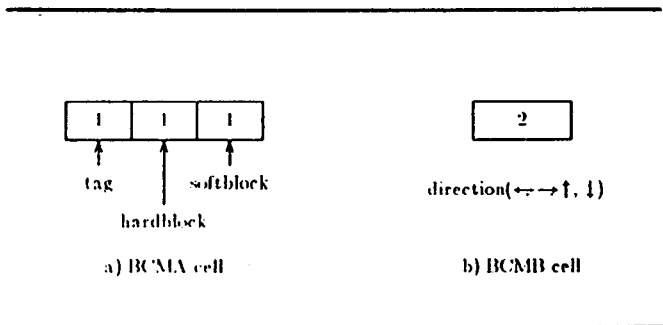 1 1 1
2
tag
softblock
hardblock
direction(←, →, ↑, ↓)
a) BCMA cell
b) BCMB cell